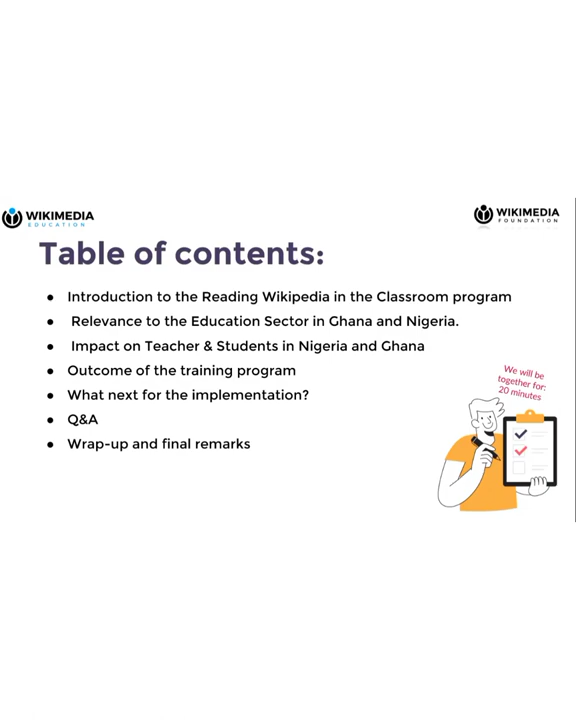 WIKIMEDIA
EDUCATION
WIKIMEDIA
FOUNDATION
Table of contents:
● Introduction to the Reading Wikipedia in the Classroom program
● Relevance to the Education Sector in Ghana and Nigeria.
● Impact on Teacher & Students in Nigeria and Ghana
● Outcome of the training program
● What next for the implementation?
● Q&A
● Wrap-up and final remarks
We will be
together for:
20 minutes